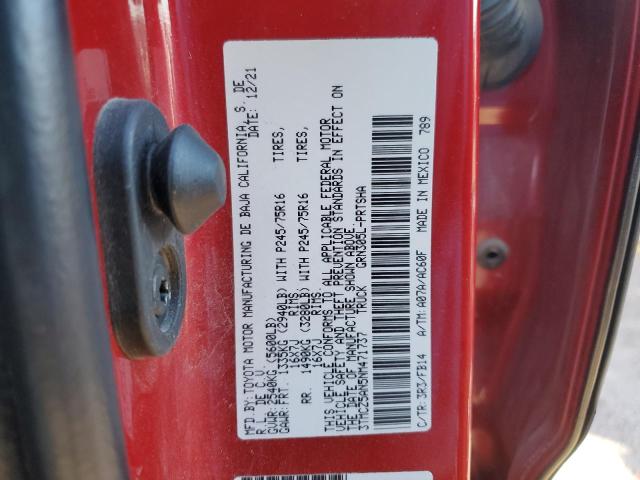 MFD.BY: TOYOTA MOTOR MANUFACTURING DE BAJA CALIFORNIA, S. DE
R.L. DE C.V. DATE: 12/21
GVWR: 2540KG (5600LB)
GAWR: FRT. 1335KG (2940LB) WITH P245/75R16 TIRES,
16X7J RIMS,
RR. 1490KG (3280LB) WITH P245/75R16 TIRES,
16X7J RIMS.
THIS VEHICLE CONFORMS TO ALL APPLICABLE FEDERAL MOTOR
VEHICLE SAFETY AND THEFT PREVENTION STANDARDS IN EFFECT ON
THE DATE OF MANUFACTURE SHOWN ABOVE.
3TMCZ5AN5NM471737 TRUCK GRN305L-PRTSHA
C/TR: 3R3/FB14 A/TM: A07A/AC60F MADE IN MEXICO 789